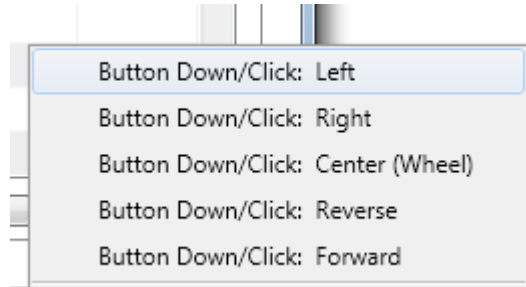 Button Down/Click: Left
Button Down/Click: Right
Button Down/Click: Center (Wheel)
Button Down/Click: Reverse
Button Down/Click: Forward